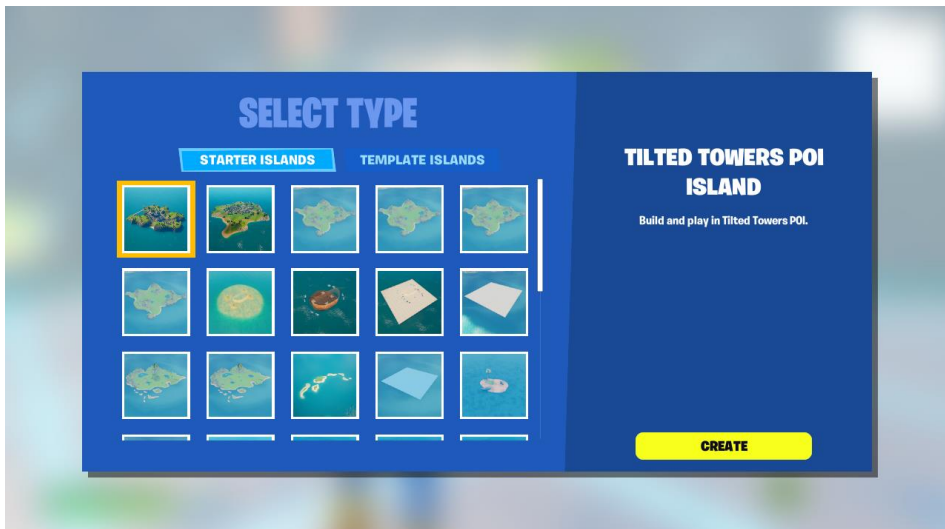 SELECT TYPE
STARTER ISLANDS
TEMPLATE ISLANDS
TILTED TOWERS POI
ISLAND
Build and play in Tilted Towers POI.
CREATE